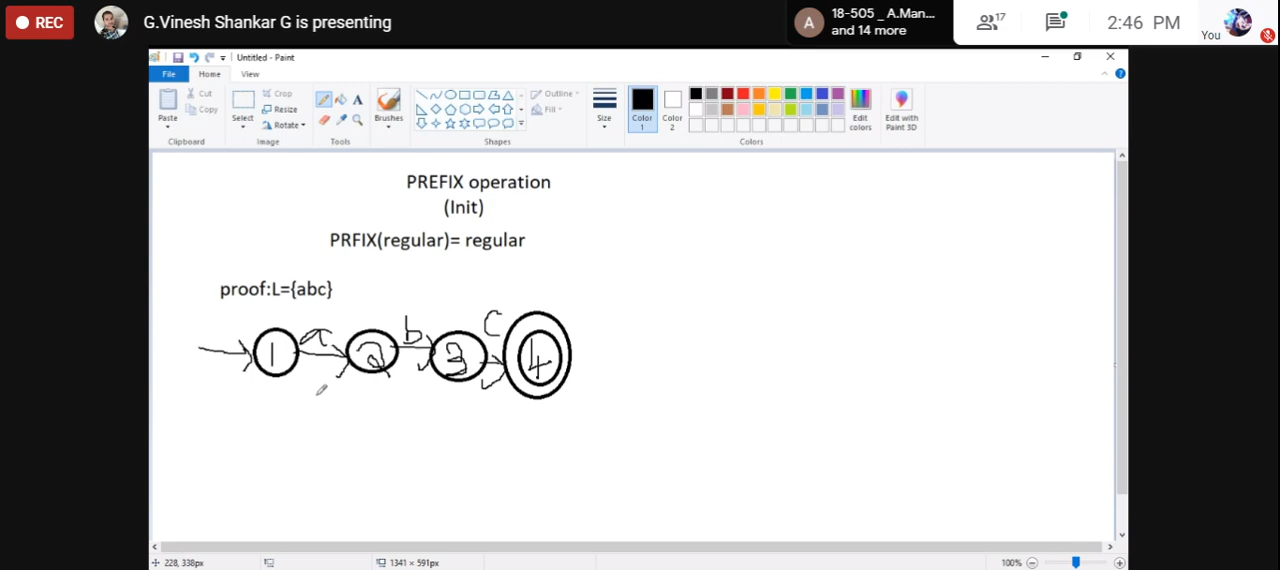 REC
G.Vinesh Shankar G is presenting
A
18-505 _ A.Man...
and 14 more
17
2:46 PM
You
Untitled - Paint
File
Home
View
Paste
Cut
Copy
Clipboard
Select
Crop
Resize
Rotate
Image
A
Tools
Brushes
Outline
Fill
Shapes
Size
Color
1
Color
2
Edit
colors
Colors
Edit with
Paint 3D
PREFIX operation
(Init)
PRFIX(regular)= regular
proof:L={abc}
1 a 2 b 3 C 4
228, 338px
1341 × 591px
100%